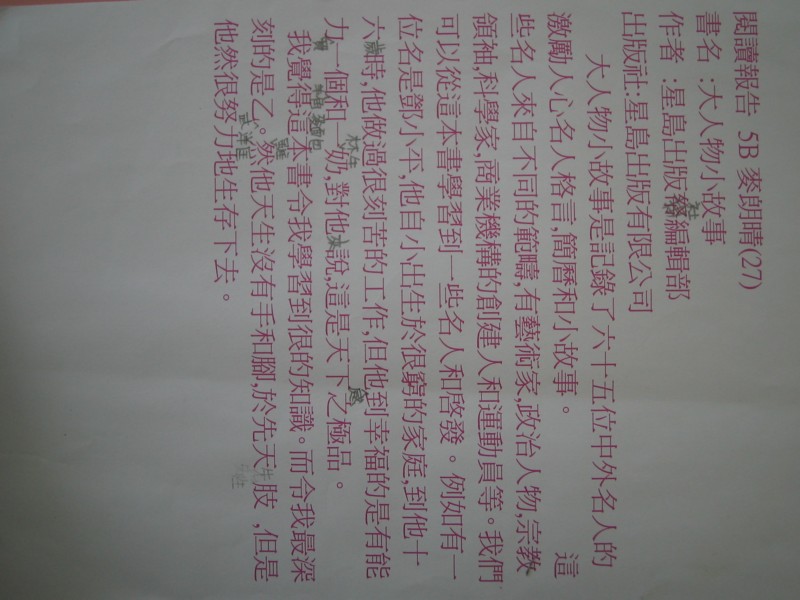 閱讀報告 5B 麥朗晴(27)
書名 :大人物小故事
作者 :星島出版編輯部
社
出版社:星島出版有限公司
大人物小故事是記錄了六十五位中外名人的
激勵人心名人格言,簡曆和小故事。 這
些名人來自不同的範疇,有藝術家,政治人物,宗教
領袖,科學家,商業機構的創建人和運動員等。我們
可以從這本書學習到一些名人和啓發。例如有一
位名是鄧小平,他自小出生於很窮的家庭,到他十
六歲時,他做過很刻苦的工作,但他到幸福的是有能
感
力一個和一奶,對他說,這是天下之極品。
杯牛
我覺得這本書令我學習到很的知識。而令我最深
刻的是乙。然他天生沒有手和腳,於先天肢 ,但是
他然很努力地生存下去。